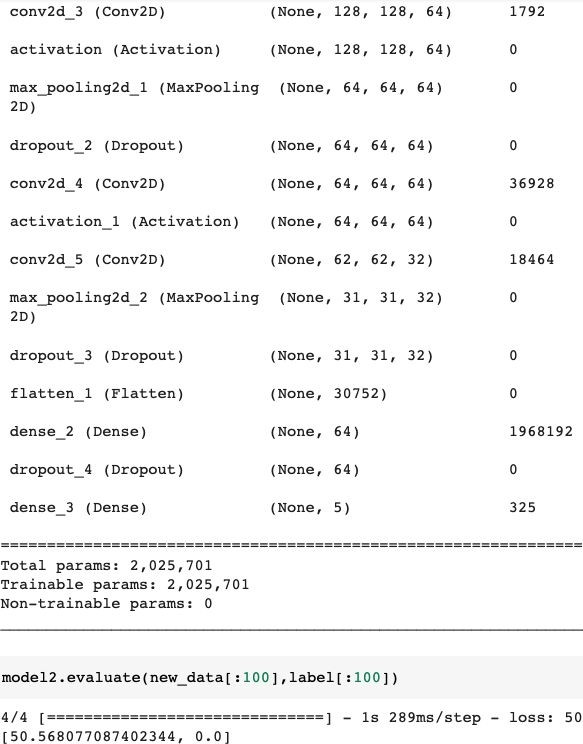 conv2d_3 (Conv2D) (None, 128, 128, 64) 1792
activation (Activation) (None, 128, 128, 64) 0
max_pooling2d_1 (MaxPooling (None, 64, 64, 64) 0
2D)
dropout_2 (Dropout) (None, 64, 64, 64) 0
conv2d_4 (Conv2D) (None, 64, 64, 64) 36928
activation_1 (Activation) (None, 64, 64, 64) 0
conv2d_5 (Conv2D) (None, 62, 62, 32) 18464
max_pooling2d_2 (MaxPooling (None, 31, 31, 32) 0
2D)
dropout_3 (Dropout) (None, 31, 31, 32) 0
flatten_1 (Flatten) (None, 30752) 0
dense_2 (Dense) (None, 64) 1968192
dropout_4 (Dropout) (None, 64) 0
dense_3 (Dense) (None, 5) 325
=================================================================
Total params: 2,025,701
Trainable params: 2,025,701
Non-trainable params: 0
_________________________________________________________________
model2.evaluate(new_data[:100],label[:100])
4/4 [==============================] - 1s 289ms/step - loss: 50
[50.568077087402344, 0.0]